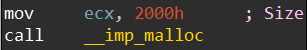 mov     ecx, 2000h      ; Size
call    __imp_malloc